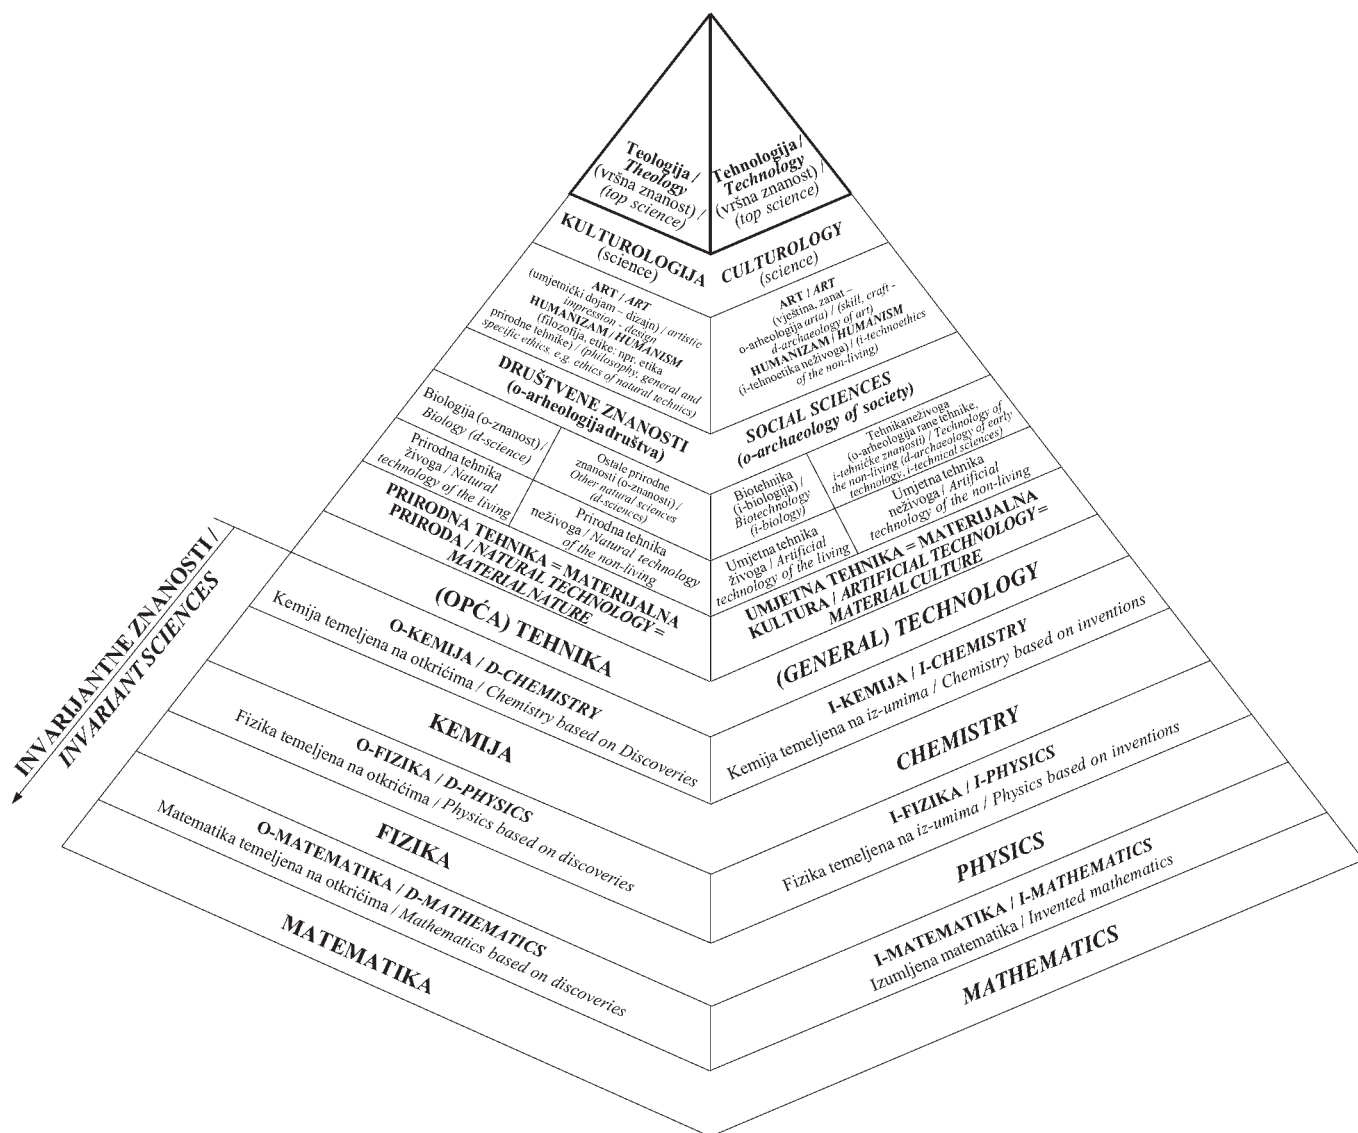 Teologija /
Theology
(vršna znanost) /
(top science)
Tehnologija /
Technology
(vršna znanost) /
(top science)
KULTUROLOGIJA
(science)
CULTUROLOGY
(science)
ART / ART
(umjetnički dojam – dizajn) / artistic
impression – design
HUMANIZAM / HUMANISM
(filozofija, etike: npr. etika
prirodne tehnike) / (philosophy, general and
specific ethics, e.g. ethics of natural technics)
ART / ART
(vještina, zanat –
o-arheologija arta) / (skill, craft -
d-archaeology of art)
HUMANIZAM / HUMANISM
(i-tehnoetika neživoga) / (i-technoethics
of the non-living)
DRUŠTVENE ZNANOSTI
(o-arheologija društva)
SOCIAL SCIENCES
(o-archaeology of society)
Biologija (o-znanost)/
Biology (d-science)
Ostale prirodne
znanosti (o-znanosti) /
Other natural sciences
(d-sciences)
Prirodna tehnika
živoga / Natural
technology of the living
Prirodna tehnika
neživoga / Natural technology
of the non-living
Biotehnika
(i-biologija) /
Biotechnology
(i-biology)
Tehnika neživoga
(o-arheologija rane tehnike,
i-tehničke znanosti) / Technology of
the non-living (d-archaeology of early
technology, i-technical sciences)
Umjetna tehnika
živoga / Artificial
technology of the living
Umjetna tehnika
neživoga / Artificial
technology of the non-living
PRIRODNA TEHNIKA = MATERIJALNA
PRIRODA / NATURAL TECHNOLOGY =
MATERIAL NATURE
UMJETNA TEHNIKA = MATERIJALNA
KULTURA / ARTIFICIAL TECHNOLOGY =
MATERIAL CULTURE
INVARIJANTNE ZNANOSTI /
INVARIANT SCIENCES
(OPĆA) TEHNIKA
(GENERAL) TECHNOLOGY
O-KEMIJA / D-CHEMISTRY
Kemija temeljena na otkrićima / Chemistry based on Discoveries
I-KEMIJA / I-CHEMISTRY
Kemija temeljena na iz-umima / Chemistry based on inventions
KEMIJA
CHEMISTRY
O-FIZIKA / D-PHYSICS
Fizika temeljena na otkrićima / Physics based on discoveries
I-FIZIKA / I-PHYSICS
Fizika temeljena na iz-umima / Physics based on inventions
FIZIKA
PHYSICS
O-MATEMATIKA / D-MATHEMATICS
Matematika temeljena na otkrićima / Mathematics based on discoveries
I-MATEMATIKA / I-MATHEMATICS
Izumljena matematika / Invented mathematics
MATEMATIKA
MATHEMATICS